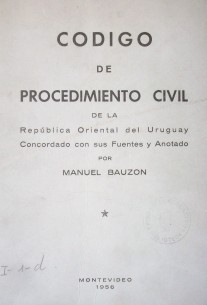 CODIGO
DE
PROCEDIMIENTO CIVIL
DE LA
República Oriental del Uruguay
Concordado con sus Fuentes y Anotado
POR
MANUEL BAUZON
I-1-d
MONTEVIDEO
1956